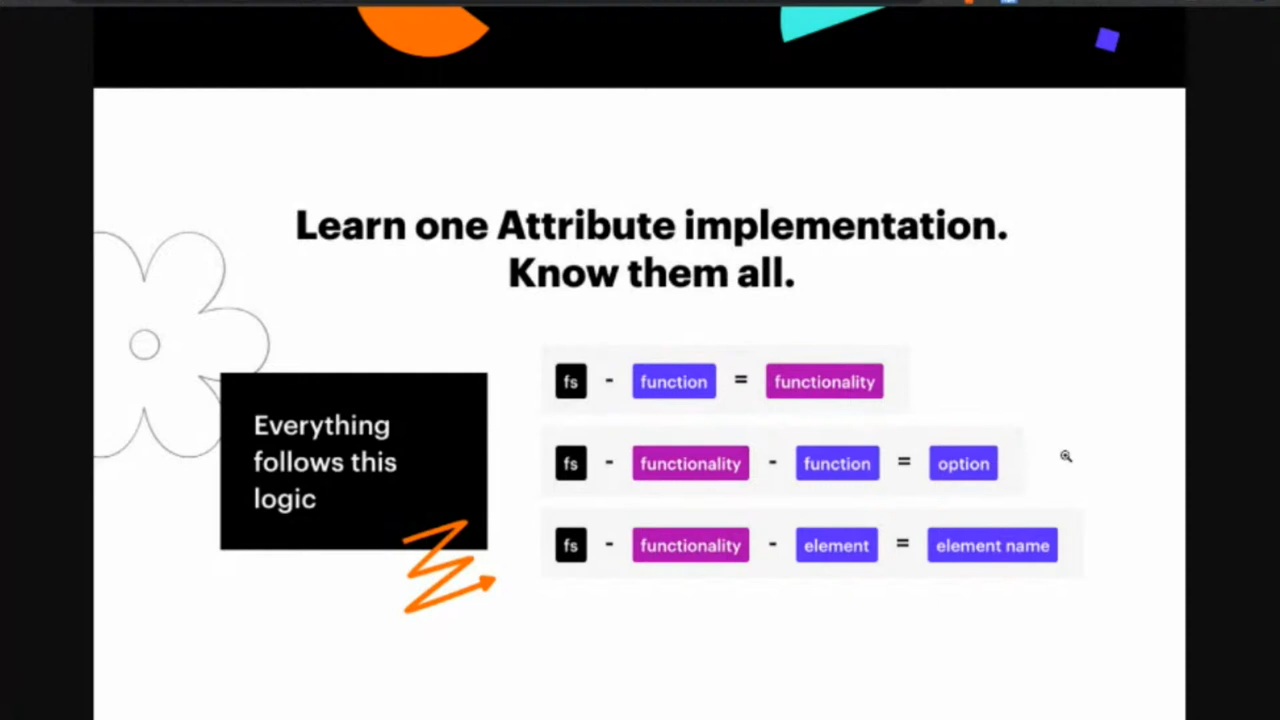 Learn one Attribute implementation.
Know them all.
Everything
follows this
logic
fs - function = functionality
fs - functionality - function = option
fs - functionality - element = element name